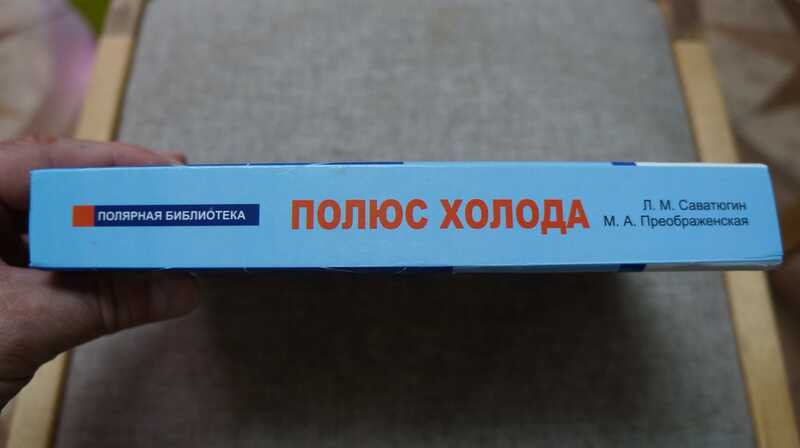 ПОЛЯРНАЯ БИБЛИОТЕКА
ПОЛЮС ХОЛОДА
Л. М. Саватюгин
М. А. Преображенская